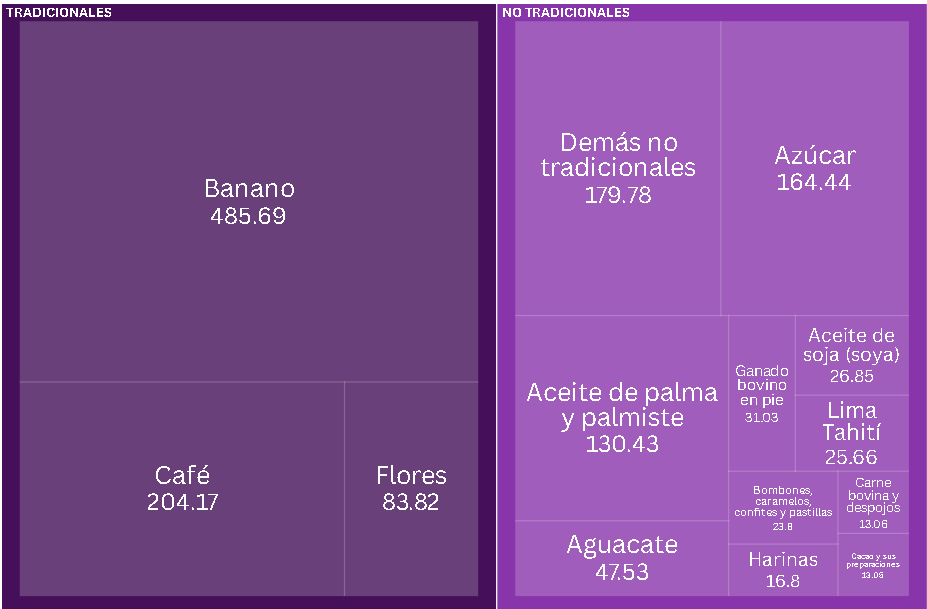 TRADICIONALES
Banano
485.69
Café
204.17
Flores
83.82
NO TRADICIONALES
Demás no
tradicionales
179.78
Azúcar
164.44
Aceite de palma
y palmiste
130.43
Aguacate
47.53
Ganado
bovino
en pie
31.03
Aceite de
soja (soya)
26.85
Lima
Tahití
25.66
Bombones,
caramelos,
confites y pastillas
23.8
Harinas
16.8
Carne
bovina y
despojos
13.06
Cacao y sus
preparaciones
13.06